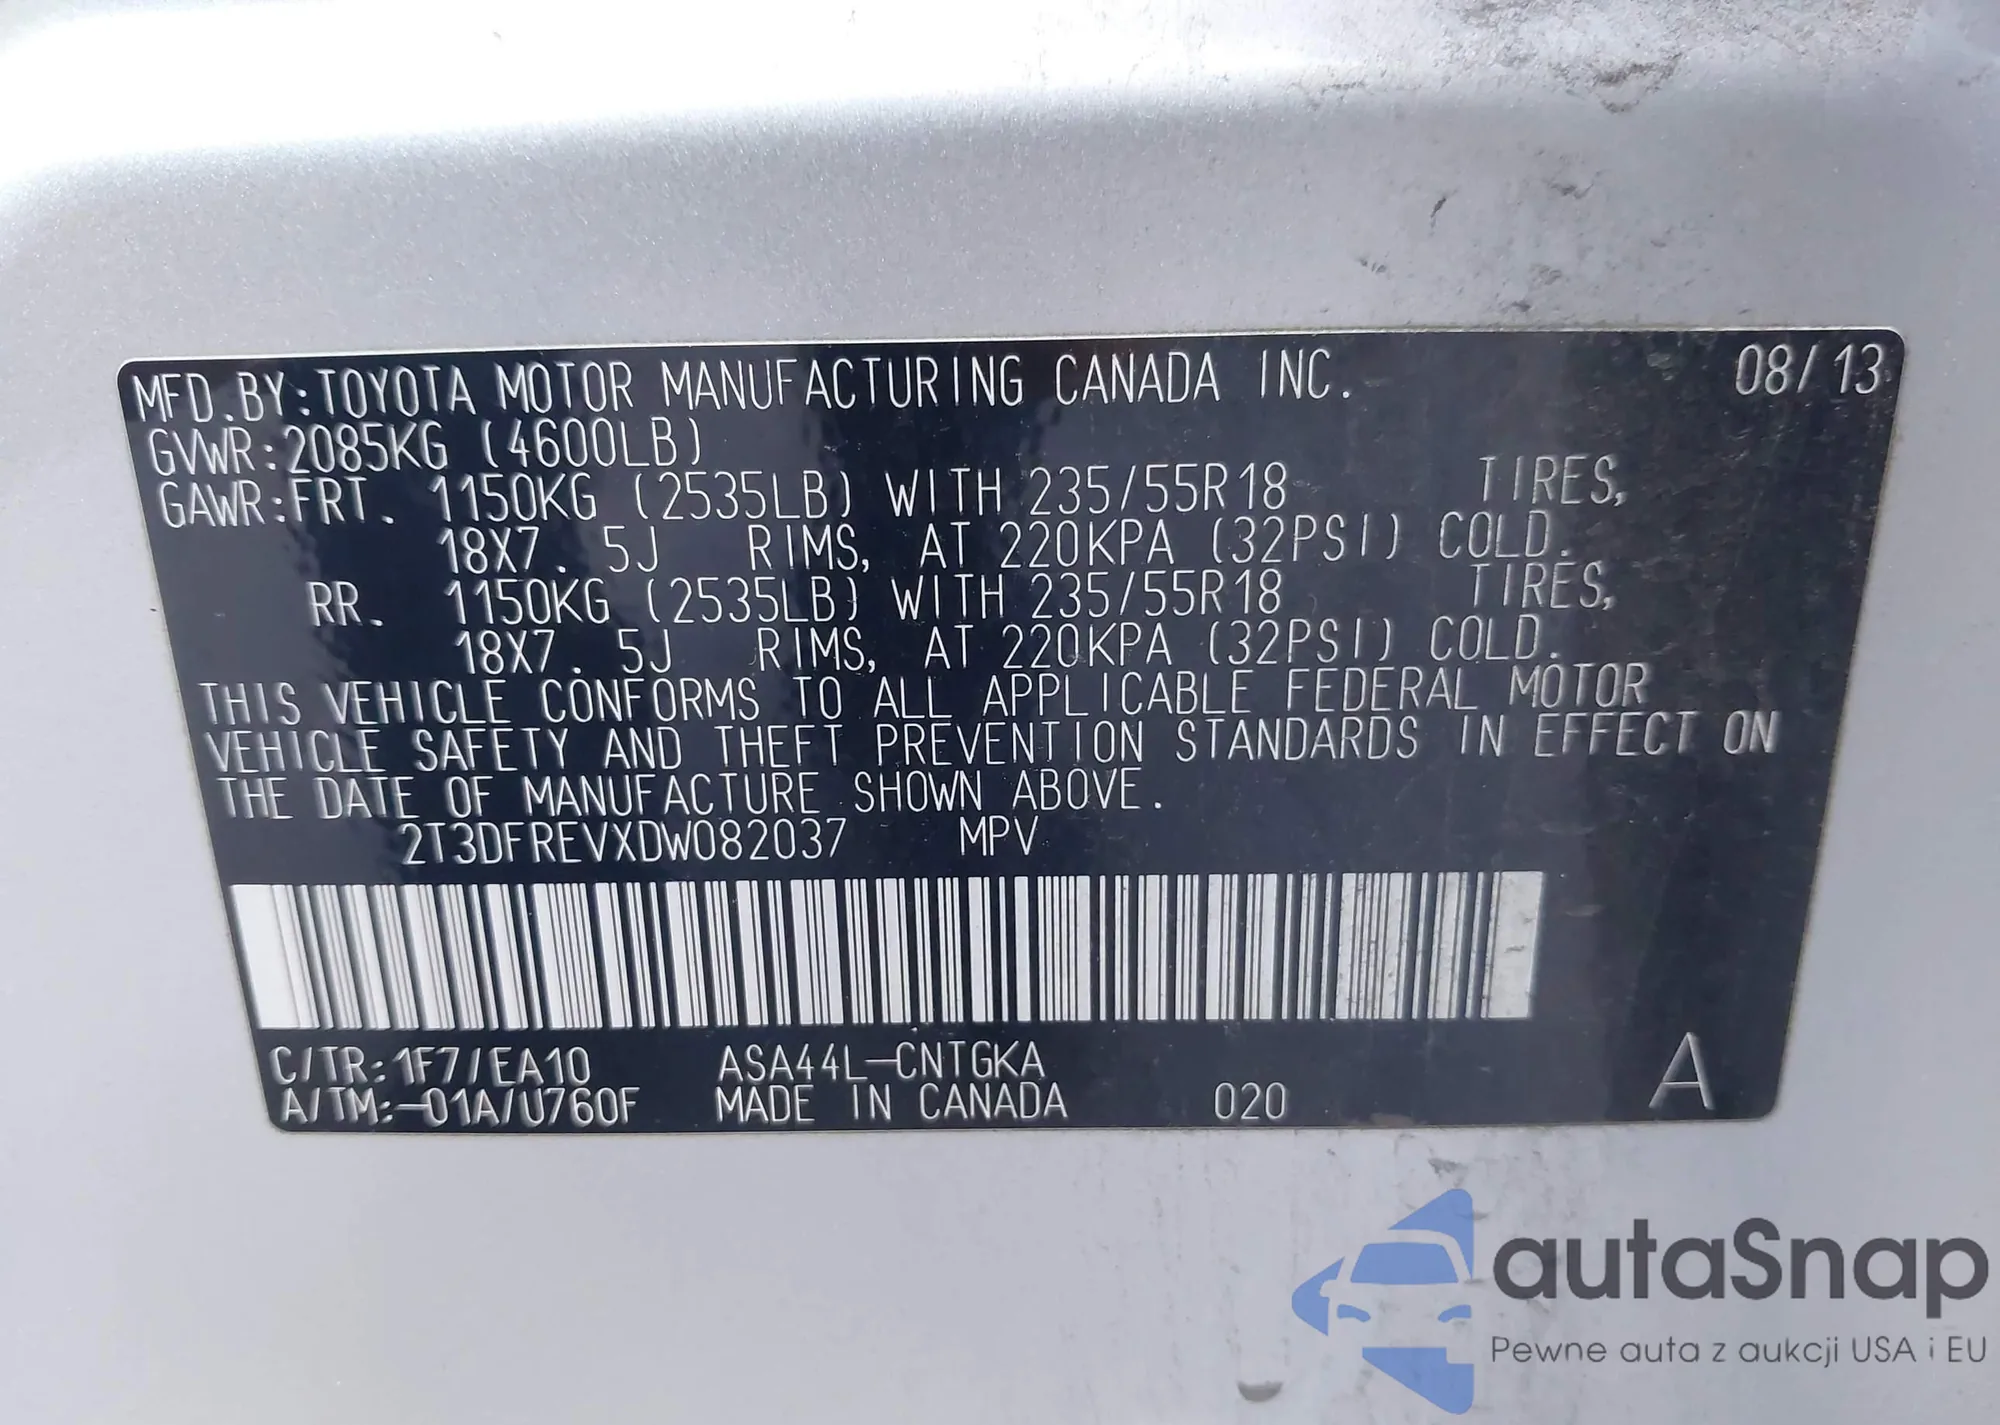 MFD.BY:TOYOTA MOTOR MANUFACTURING CANADA INC. 08/13
GVWR:2085KG (4600LB)
GAWR:FRT. 1150KG (2535LB) WITH 235/55R18 TIRES,
18X7.5J RIMS, AT 220KPA (32PSI) COLD.
RR. 1150KG (2535LB) WITH 235/55R18 TIRES,
18X7.5J RIMS, AT 220KPA (32PSI) COLD.
THIS VEHICLE CONFORMS TO ALL APPLICABLE FEDERAL MOTOR
VEHICLE SAFETY AND THEFT PREVENTION STANDARDS IN EFFECT ON
THE DATE OF MANUFACTURE SHOWN ABOVE.
2T3DFREVXDW082037 MPV
C/TR:1F7/EA10 ASA44L-CNTGKA A
A/TM:-01A/U760F MADE IN CANADA 020
autaSnap
Pewne auta z aukcji USA i EU